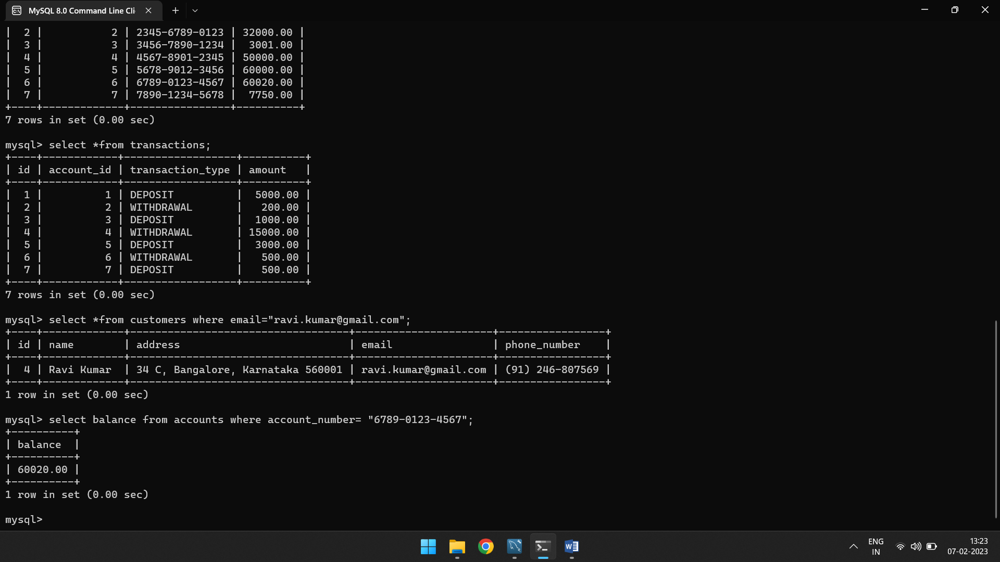 MySQL 8.0 Command Line Cli
|  2 |           2 | 2345-6789-0123 | 32000.00 |
|  3 |           3 | 3456-7890-1234 |  3001.00 |
|  4 |           4 | 4567-8901-2345 | 50000.00 |
|  5 |           5 | 5678-9012-3456 | 60000.00 |
|  6 |           6 | 6789-0123-4567 | 60020.00 |
|  7 |           7 | 7890-1234-5678 |  7750.00 |
+----+-------------+----------------+----------+
7 rows in set (0.00 sec)
mysql> select *from transactions;
+----+------------+------------------+----------+
| id | account_id | transaction_type | amount   |
+----+------------+------------------+----------+
|  1 |          1 | DEPOSIT          |  5000.00 |
|  2 |          2 | WITHDRAWAL       |   200.00 |
|  3 |          3 | DEPOSIT          |  1000.00 |
|  4 |          4 | WITHDRAWAL       | 15000.00 |
|  5 |          5 | DEPOSIT          |  3000.00 |
|  6 |          6 | WITHDRAWAL       |   500.00 |
|  7 |          7 | DEPOSIT          |   500.00 |
+----+------------+------------------+----------+
7 rows in set (0.00 sec)
mysql> select *from customers where email="ravi.kumar@gmail.com";
+----+-------------+-----------------------------------+----------------------+-----------------+
| id | name        | address                           | email                | phone_number    |
+----+-------------+-----------------------------------+----------------------+-----------------+
|  4 | Ravi Kumar  | 34 C, Bangalore, Karnataka 560001 | ravi.kumar@gmail.com | (91) 246-807569 |
+----+-------------+-----------------------------------+----------------------+-----------------+
1 row in set (0.00 sec)
mysql> select balance from accounts where account_number= "6789-0123-4567";
+----------+
| balance  |
+----------+
| 60020.00 |
+----------+
1 row in set (0.00 sec)
mysql>
ENG
IN
13:23
07-02-2023